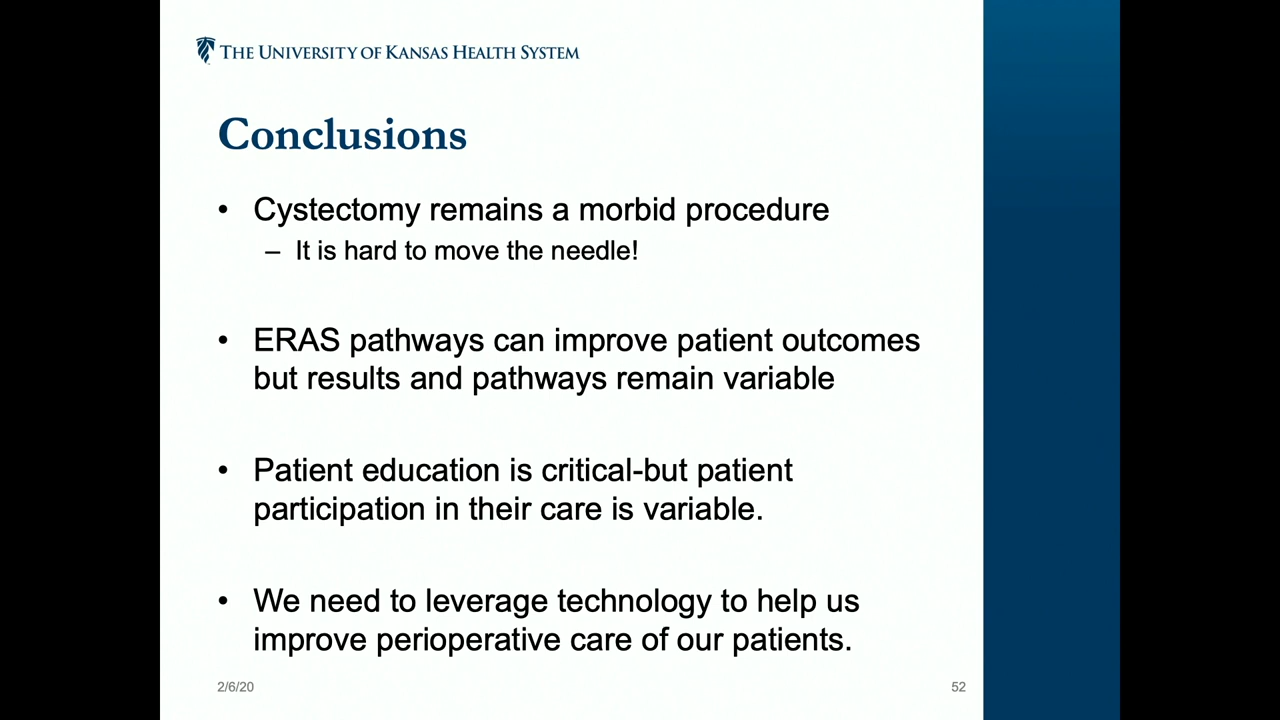 THE UNIVERSITY OF KANSAS HEALTH SYSTEM
Conclusions
• Cystectomy remains a morbid procedure
– It is hard to move the needle!
• ERAS pathways can improve patient outcomes
but results and pathways remain variable
• Patient education is critical-but patient
participation in their care is variable.
• We need to leverage technology to help us
improve perioperative care of our patients.
2/6/20
52